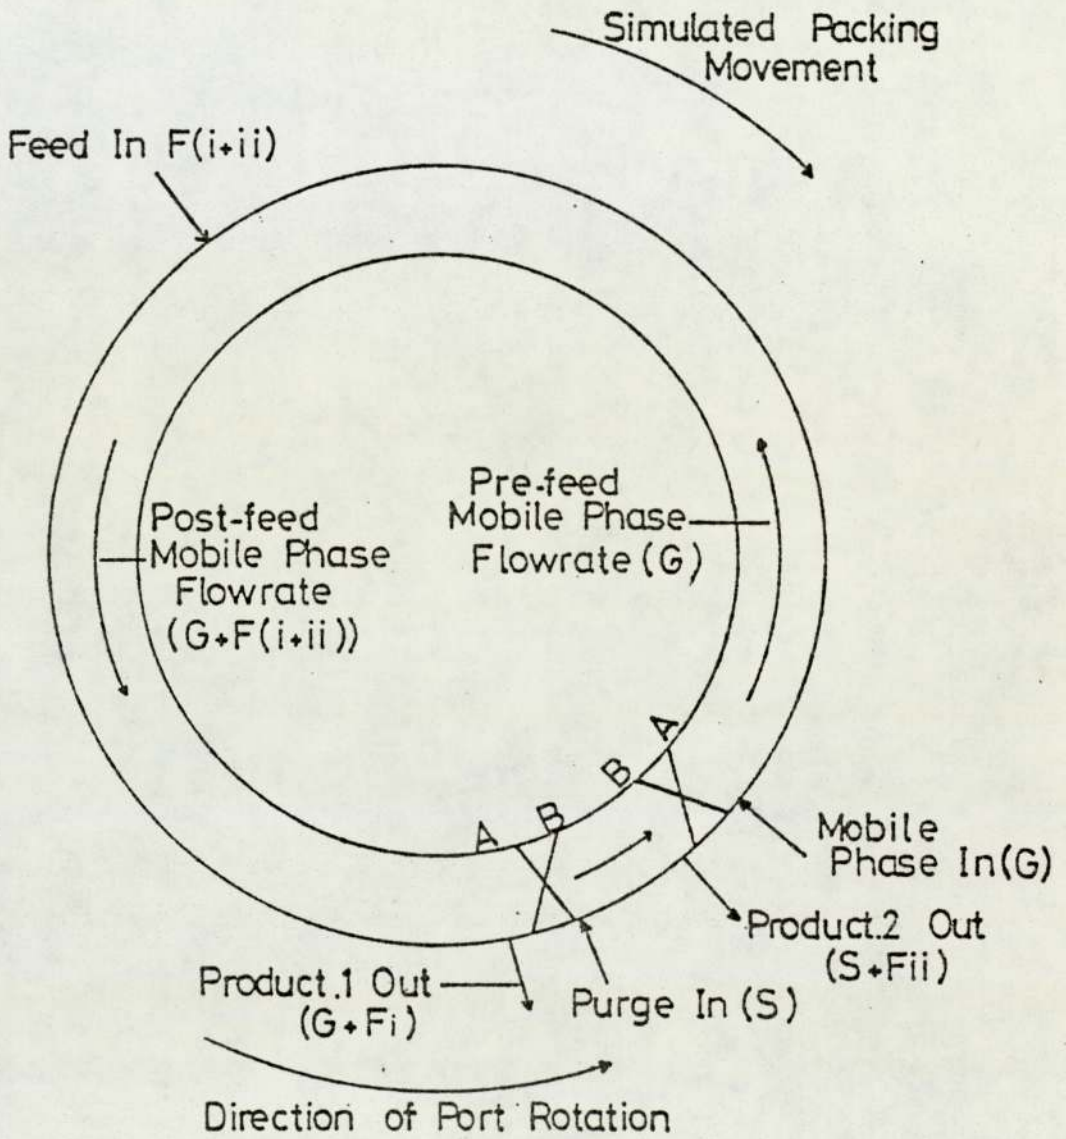 Simulated Packing
Movement
Feed In F(i+ii)
Post-feed
Mobile Phase
Flowrate
(G+F(i+ii))
Pre-feed
Mobile Phase
Flowrate (G)
A
B
B
A
Mobile
Phase In (G)
Product.2 Out
(S+Fii)
Product.1 Out
(G+Fi)
Purge In (S)
Direction of Port Rotation